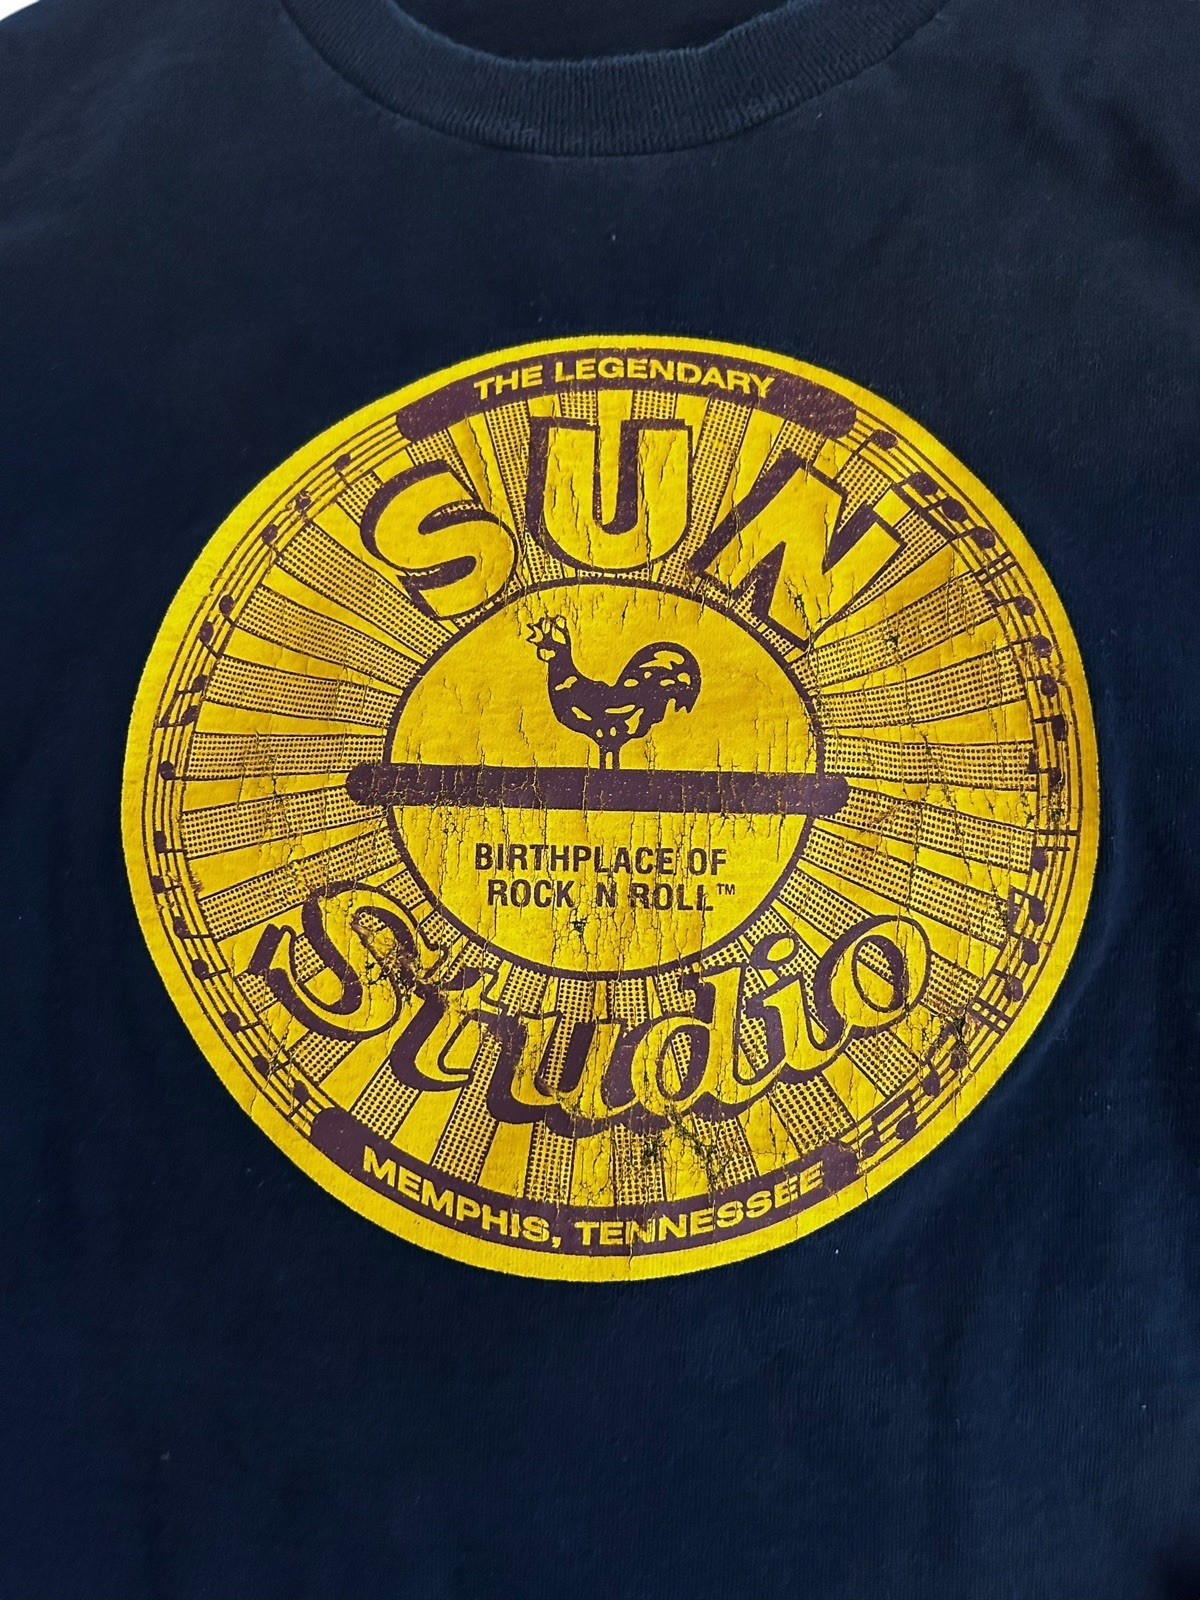 THE LEGENDARY
SUN
BIRTHPLACE OF
ROCK N ROLL™
Studio
MEMPHIS, TENNESSEE